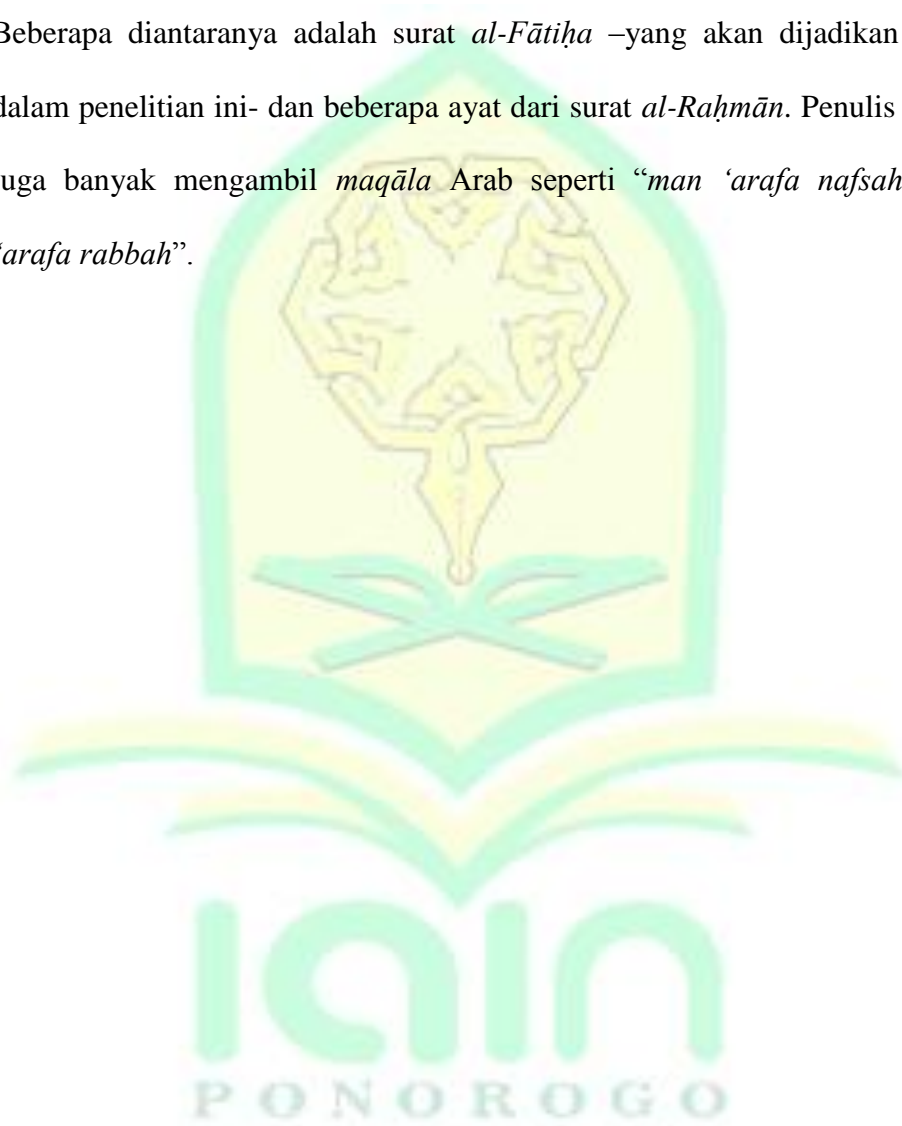 Beberapa diantaranya adalah surat al-Fātiḥa –yang akan dijadikan
dalam penelitian ini- dan beberapa ayat dari surat al-Raḥmān. Penulis
juga banyak mengambil maqāla Arab seperti “man ‘arafa nafsah
‘arafa rabbah”.
iain
PONOROGO